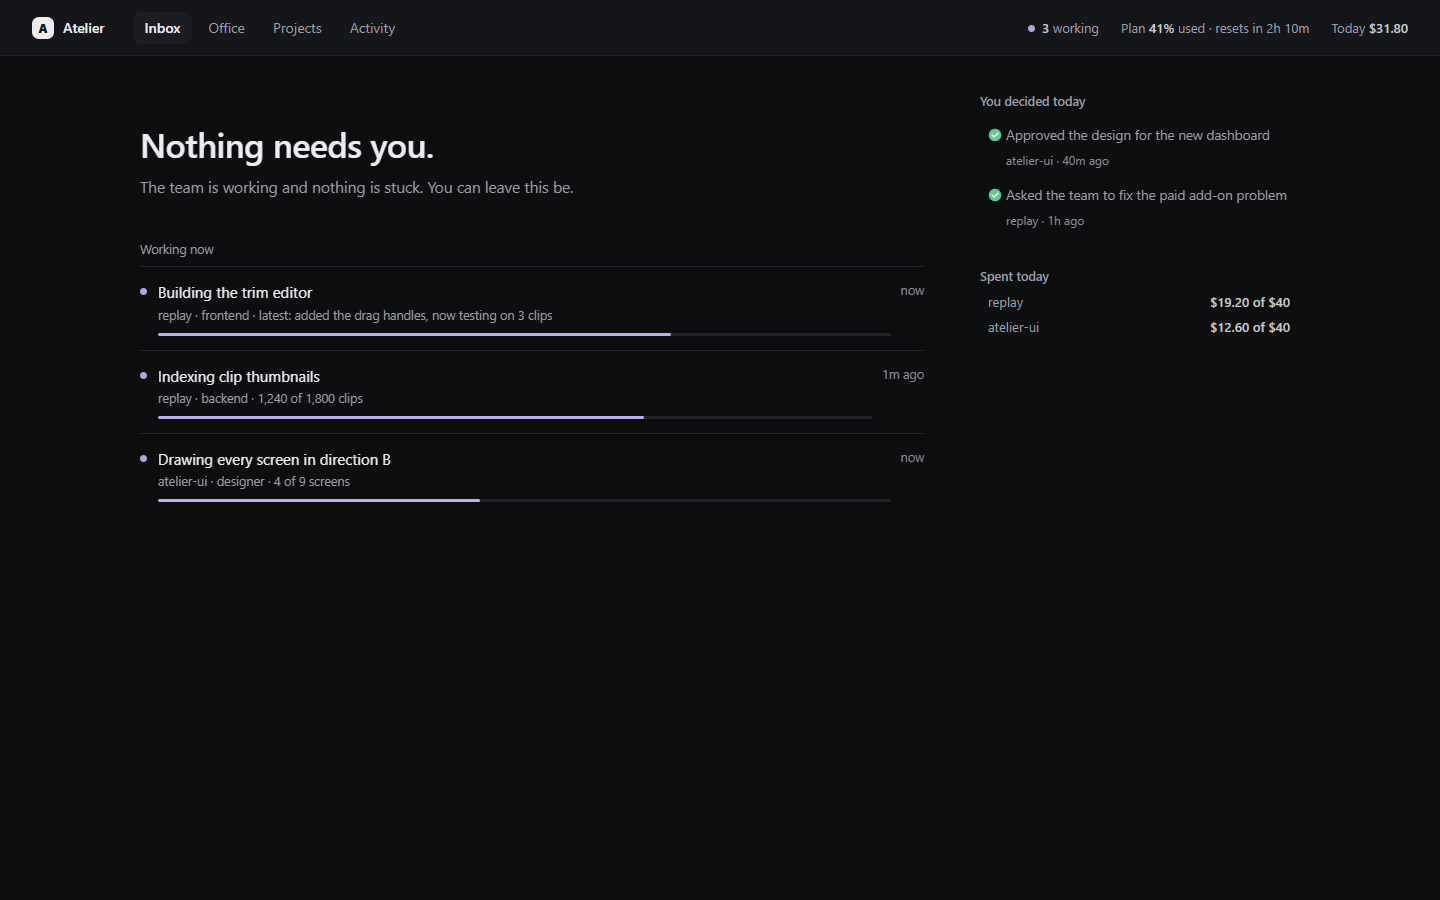 A Atelier Inbox Office Projects Activity 3 working Plan 41% used · resets in 2h 10m Today $31.80
Nothing needs you.
The team is working and nothing is stuck. You can leave this be.
Working now
Building the trim editor now
replay · frontend · latest: added the drag handles, now testing on 3 clips
Indexing clip thumbnails 1m ago
replay · backend · 1,240 of 1,800 clips
Drawing every screen in direction B now
atelier-ui · designer · 4 of 9 screens
You decided today
Approved the design for the new dashboard
atelier-ui · 40m ago
Asked the team to fix the paid add-on problem
replay · 1h ago
Spent today
replay $19.20 of $40
atelier-ui $12.60 of $40